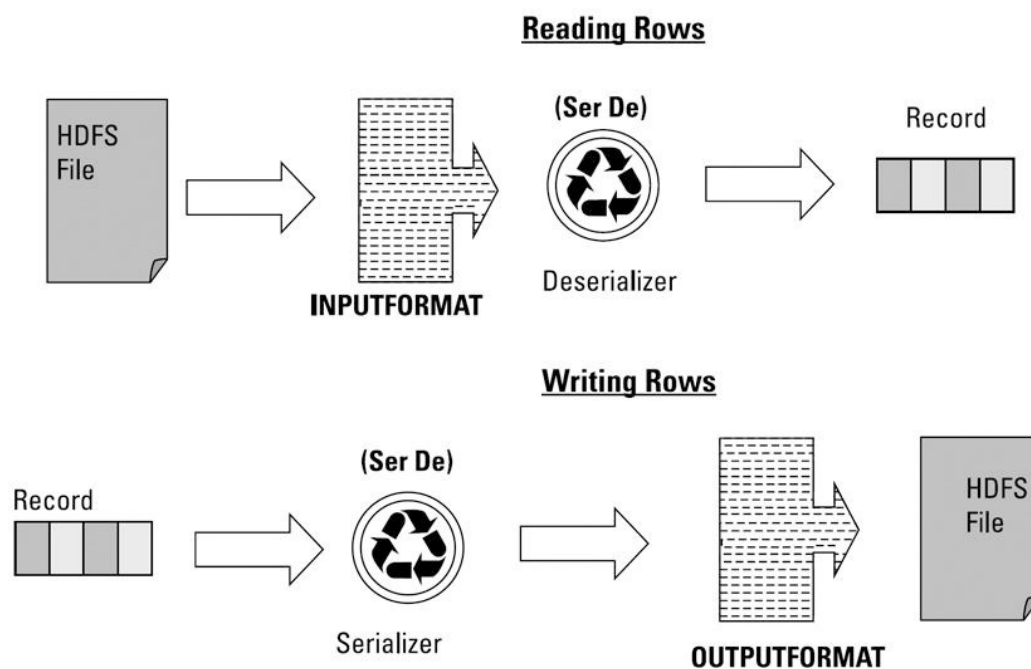 Reading Rows
HDFS
File
(Ser De)
Record
Deserializer
INPUTFORMAT
Writing Rows
Record
(Ser De)
HDFS
File
Serializer
OUTPUTFORMAT